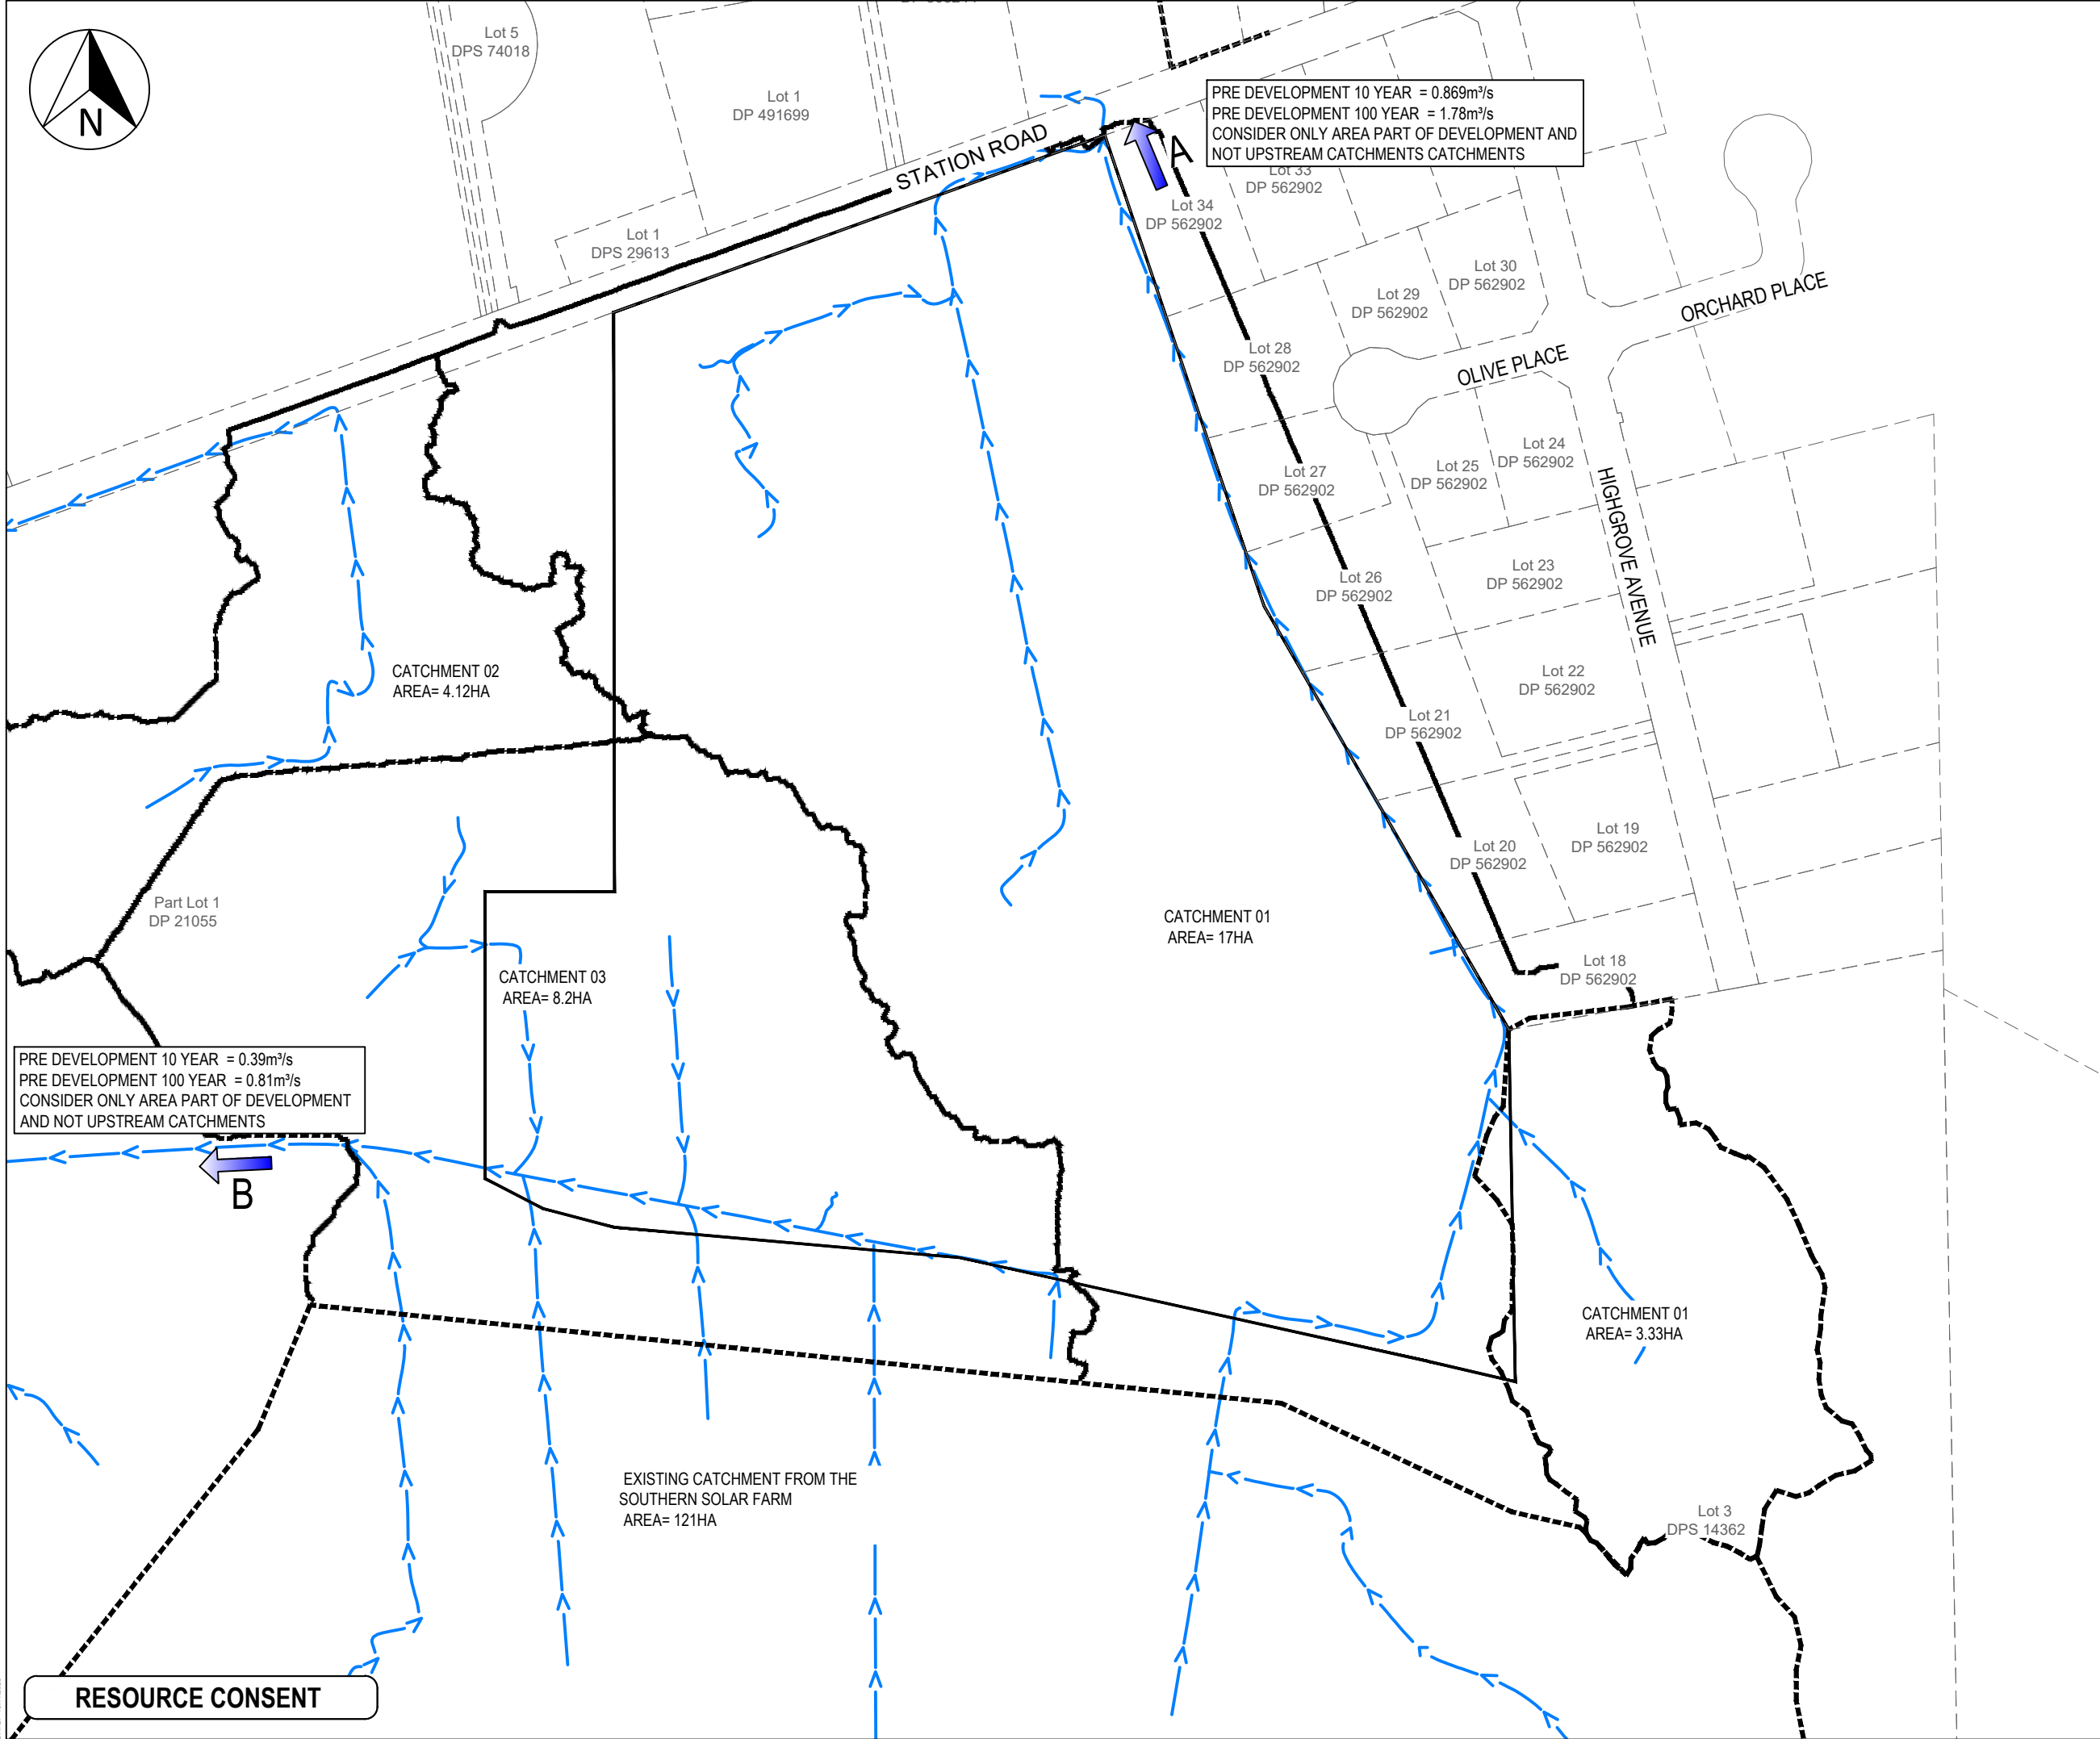 Lot 5
DPS 74018
N
Lot 1
DP 491699
STATION ROAD
Lot 1
DPS 29613
PRE DEVELOPMENT 10 YEAR = 0.869m³/s
PRE DEVELOPMENT 100 YEAR = 1.78m³/s
CONSIDER ONLY AREA PART OF DEVELOPMENT AND
NOT UPSTREAM CATCHMENTS CATCHMENTS
A
Lot 33
DP 562902
Lot 34
DP 562902
Lot 30
DP 562902
Lot 29
DP 562902
ORCHARD PLACE
Lot 28
DP 562902
OLIVE PLACE
Lot 24
DP 562902
Lot 25
DP 562902
Lot 27
DP 562902
HIGHGROVE AVENUE
Lot 23
DP 562902
Lot 26
DP 562902
CATCHMENT 02
AREA= 4.12HA
Lot 22
DP 562902
Lot 21
DP 562902
Lot 19
DP 562902
Lot 20
DP 562902
Part Lot 1
DP 21055
CATCHMENT 01
AREA= 17HA
CATCHMENT 03
AREA= 8.2HA
Lot 18
DP 562902
PRE DEVELOPMENT 10 YEAR = 0.39m³/s
PRE DEVELOPMENT 100 YEAR = 0.81m³/s
CONSIDER ONLY AREA PART OF DEVELOPMENT
AND NOT UPSTREAM CATCHMENTS
B
CATCHMENT 01
AREA= 3.33HA
EXISTING CATCHMENT FROM THE
SOUTHERN SOLAR FARM
AREA= 121HA
Lot 3
DPS 14362
RESOURCE CONSENT